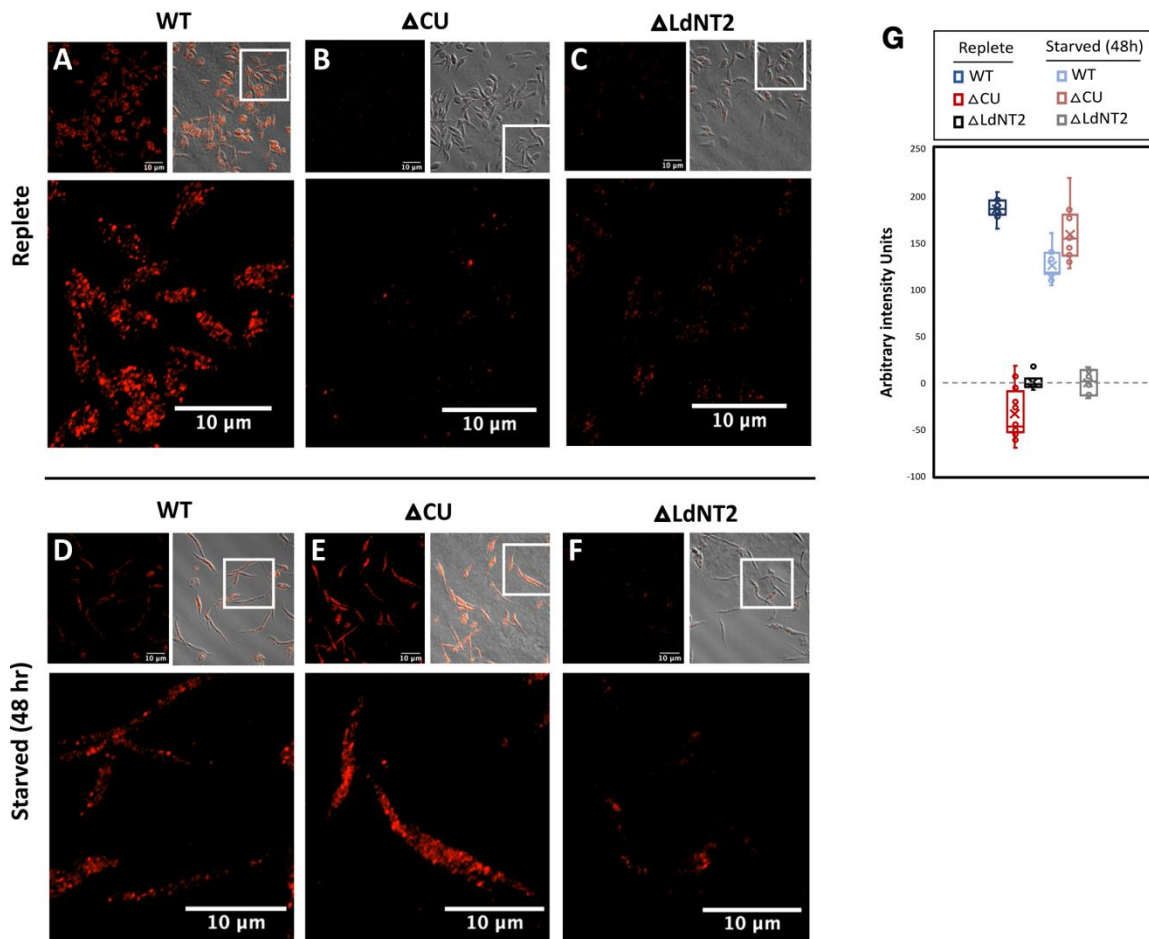 WT
ΔCU
ΔLdNT2
Replete
A
10 µm
B
10 µm
C
10 µm
10 µm
10 µm
10 µm
WT
ΔCU
ΔLdNT2
Starved (48 hr)
D
10 µm
E
10 µm
F
10 µm
10 µm
10 µm
10 µm
G
Replete Starved (48h)
WT WT
ΔCU ΔCU
ΔLdNT2 ΔLdNT2
Arbitrary intensity Units
250
200
150
100
50
0
-50
-100